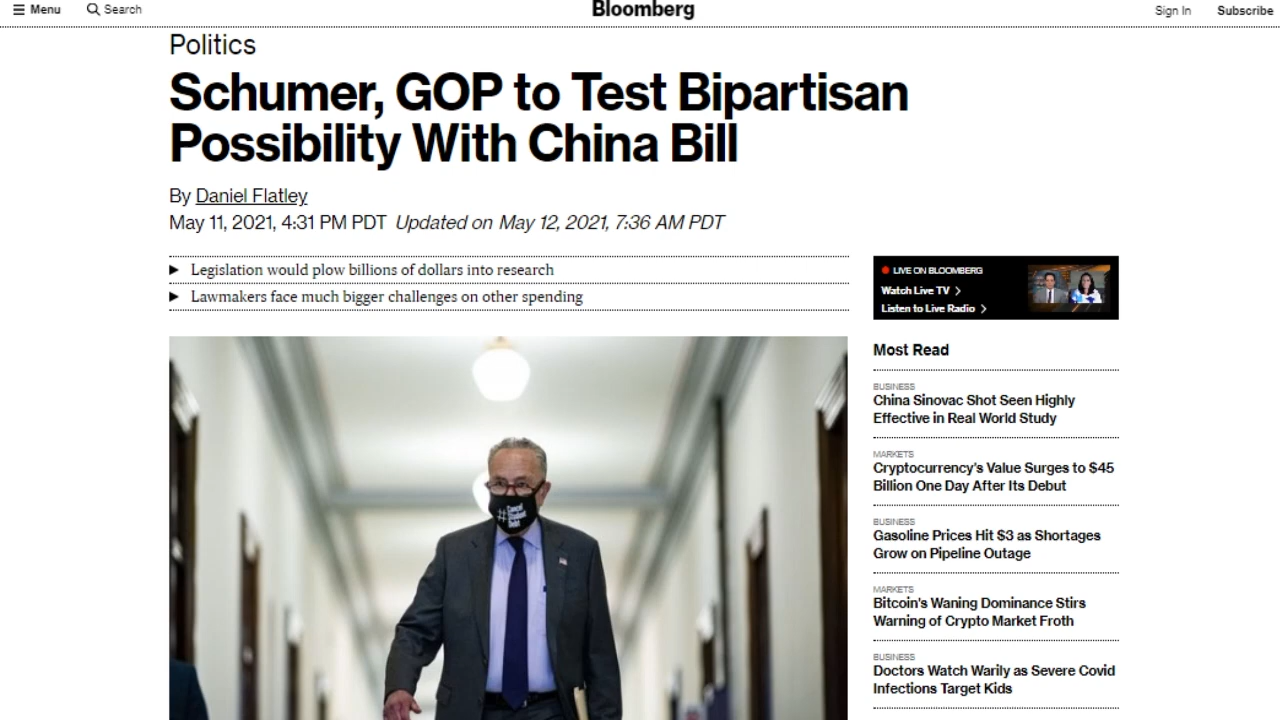 Menu
Search
Bloomberg
Sign In
Subscribe
Politics
Schumer, GOP to Test Bipartisan
Possibility With China Bill
By Daniel Flatley
May 11, 2021, 4:31 PM PDT Updated on May 12, 2021, 7:36 AM PDT
Legislation would plow billions of dollars into research
Lawmakers face much bigger challenges on other spending
#Cancel
Student
Debt
LIVE ON BLOOMBERG
Watch Live TV
Listen to Live Radio
Most Read
BUSINESS
China Sinovac Shot Seen Highly
Effective in Real World Study
MARKETS
Cryptocurrency's Value Surges to $45
Billion One Day After Its Debut
BUSINESS
Gasoline Prices Hit $3 as Shortages
Grow on Pipeline Outage
MARKETS
Bitcoin's Waning Dominance Stirs
Warning of Crypto Market Froth
BUSINESS
Doctors Watch Warily as Severe Covid
Infections Target Kids